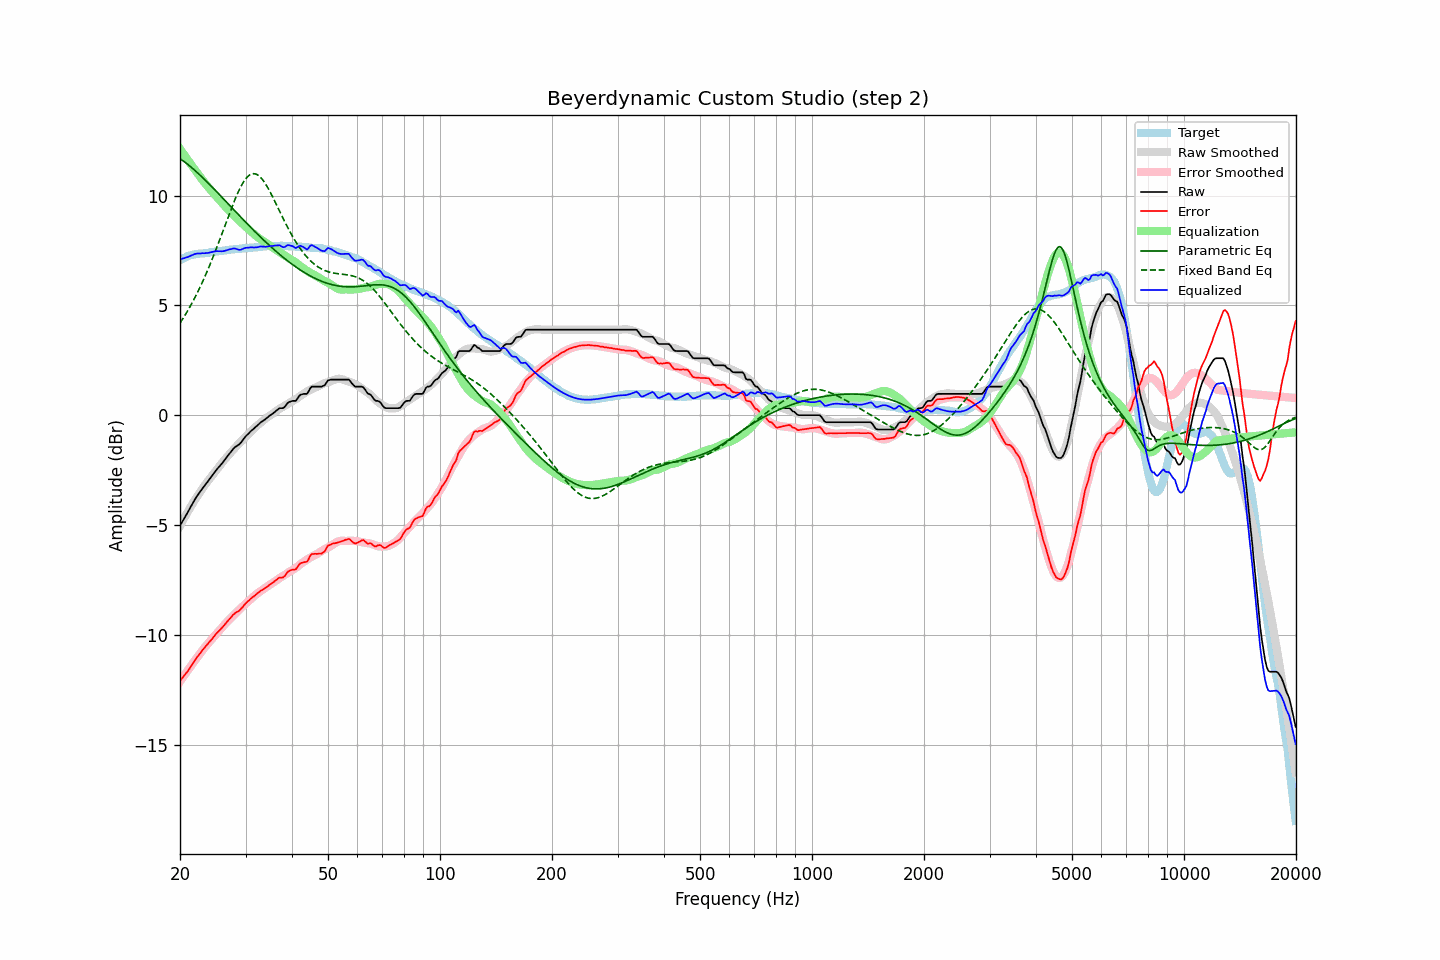 Beyerdynamic Custom Studio (step 2)
Target
Raw Smoothed
Error Smoothed
Raw
Error
Equalization
Parametric Eq
Fixed Band Eq
Equalized
10
5
0
−5
−10
−15
Amplitude (dBr)
20
50
100
200
500
1000
2000
5000
10000
20000
Frequency (Hz)